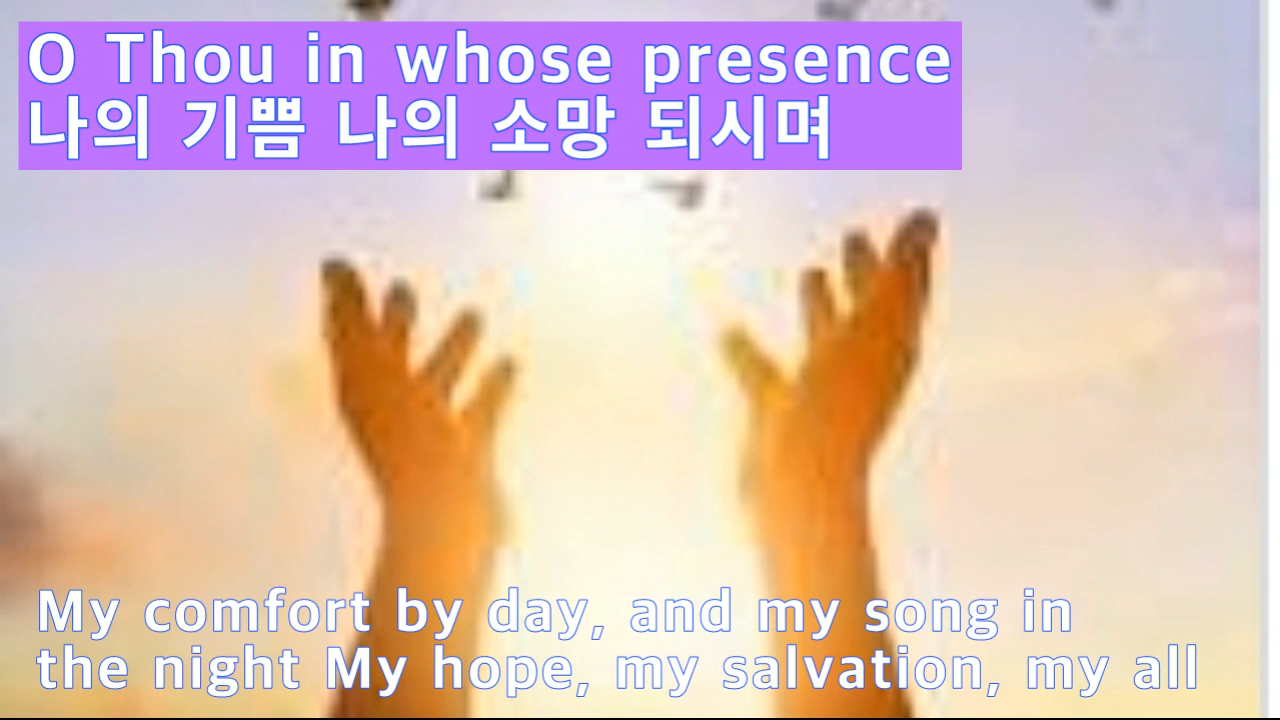 O Thou in whose presence
나의 기쁨 나의 소망 되시며
My comfort by day, and my song in
the night My hope, my salvation, my all